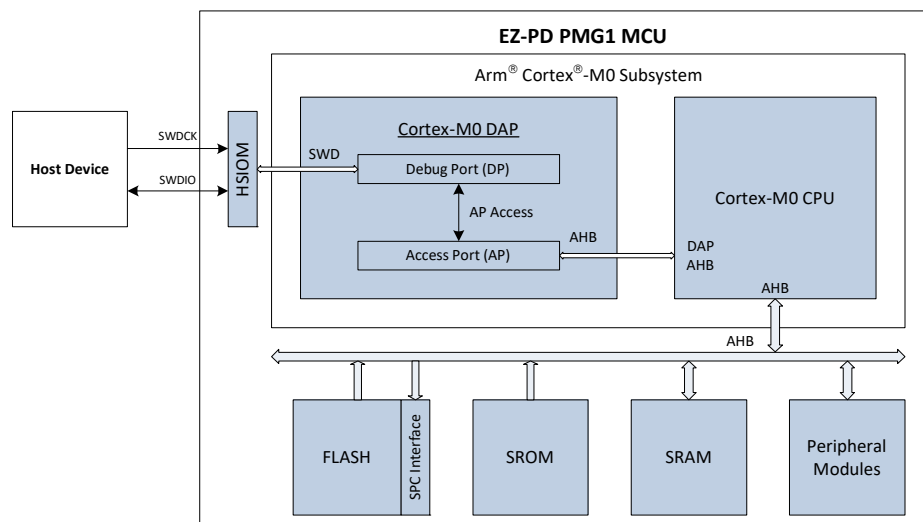 EZ-PD PMG1 MCU
Arm® Cortex®-M0 Subsystem
Host Device
SWDCK
SWDIO
HSIOM
SWD
Cortex-M0 DAP
Debug Port (DP)
AP Access
Access Port (AP)
AHB
Cortex-M0 CPU
DAP
AHB
AHB
AHB
FLASH
SPC Interface
SROM
SRAM
Peripheral
Modules